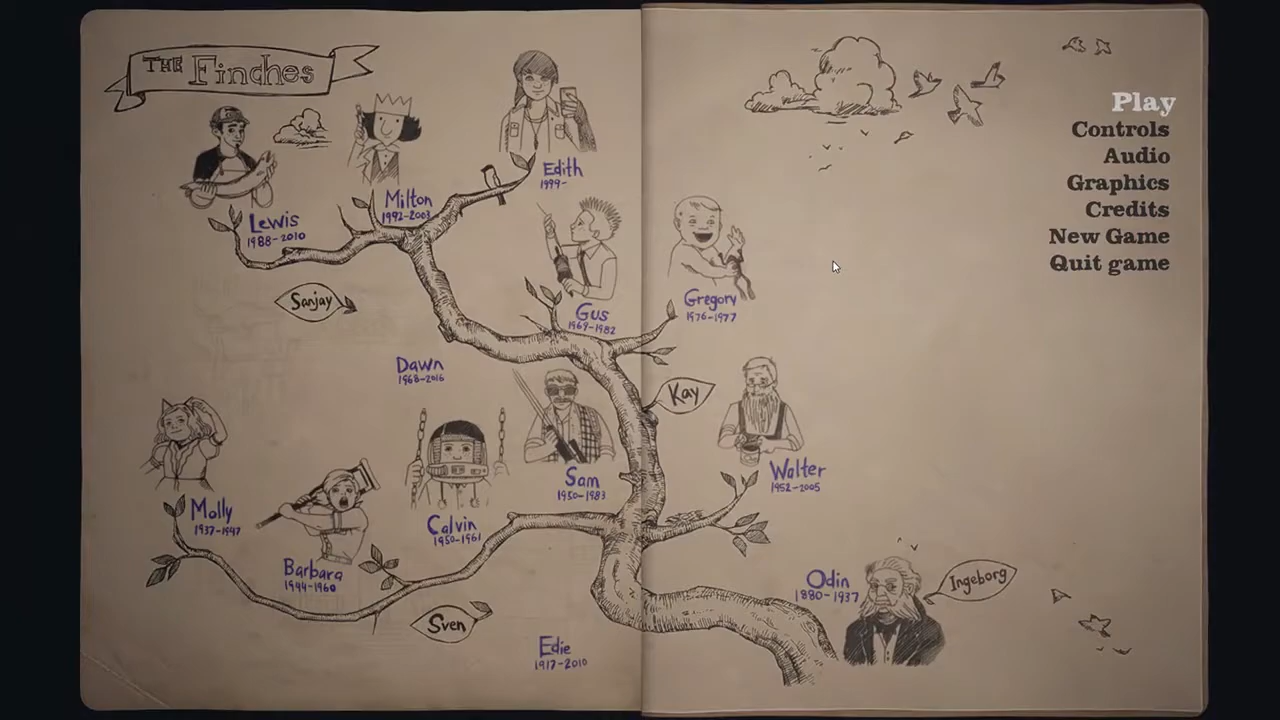 THE Finches
Edith
1999-
Milton
1992-2003
Lewis
1988-2010
Sanjay
Gus
1969-1982
Gregory
1976-1977
Dawn
1968-2016
Kay
Sam
1950-1983
Walter
1952-2005
Molly
1937-1947
Calvin
1950-1961
Barbara
1944-1960
Sven
Edie
1917-2010
Odin
1880-1937
Ingeborg
Play
Controls
Audio
Graphics
Credits
New Game
Quit game